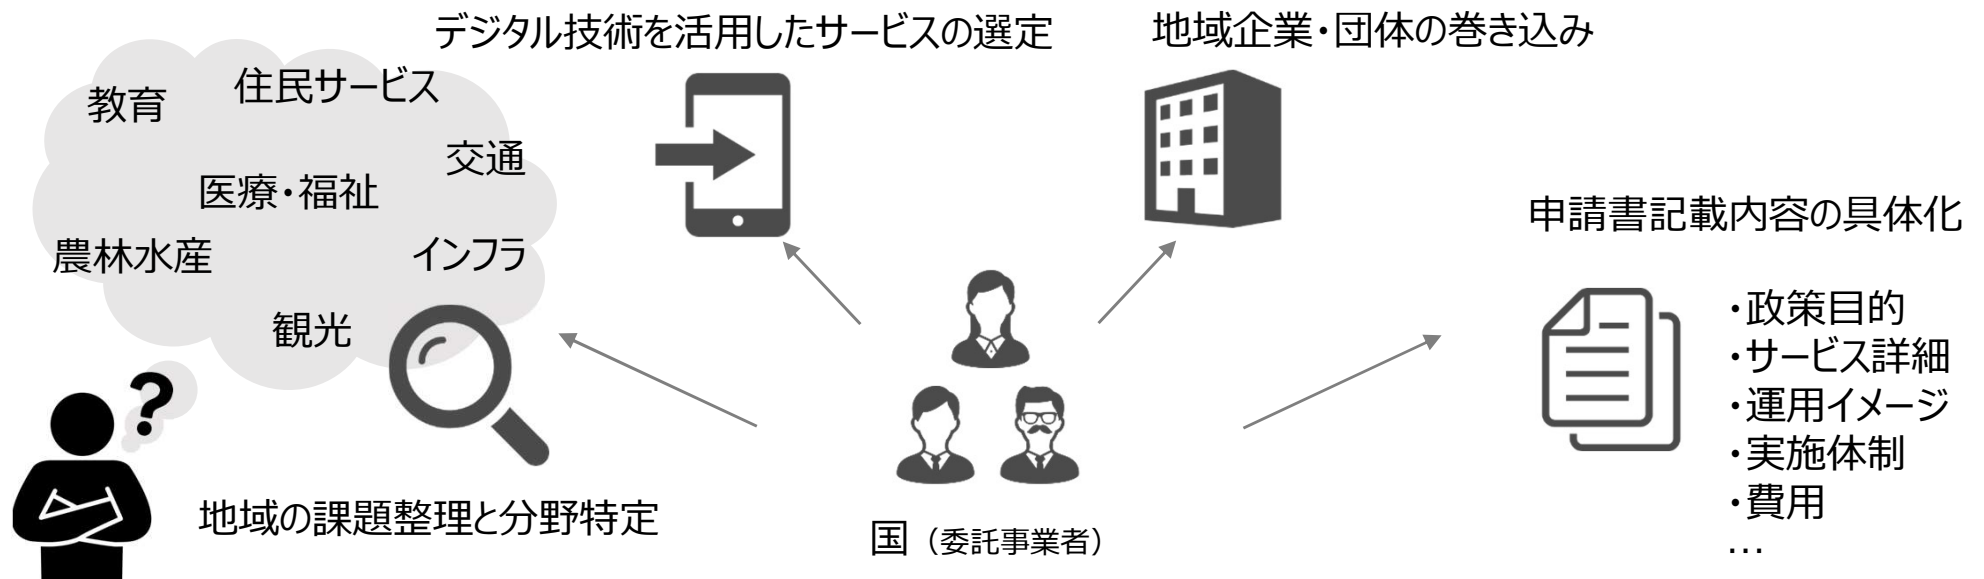 デジタル技術を活用したサービスの選定
地域企業・団体の巻き込み
教育
住民サービス
交通
医療・福祉
農林水産
インフラ
観光
?
地域の課題整理と分野特定
国（委託事業者）
申請書記載内容の具体化
・政策目的
・サービス詳細
・運用イメージ
・実施体制
・費用
…